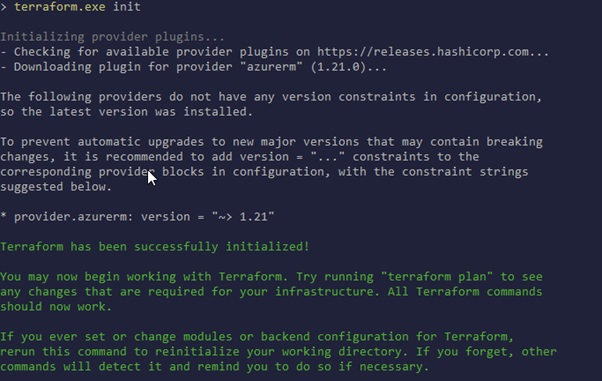 > terraform.exe init
Initializing provider plugins...
- Checking for available provider plugins on https://releases.hashicorp.com...
- Downloading plugin for provider "azurerm" (1.21.0)...
The following providers do not have any version constraints in configuration,
so the latest version was installed.
To prevent automatic upgrades to new major versions that may contain breaking
changes, it is recommended to add version = "..." constraints to the
corresponding provider blocks in configuration, with the constraint strings
suggested below.
* provider.azurerm: version = "~> 1.21"
Terraform has been successfully initialized!
You may now begin working with Terraform. Try running "terraform plan" to see
any changes that are required for your infrastructure. All Terraform commands
should now work.
If you ever set or change modules or backend configuration for Terraform,
rerun this command to reinitialize your working directory. If you forget, other
commands will detect it and remind you to do so if necessary.